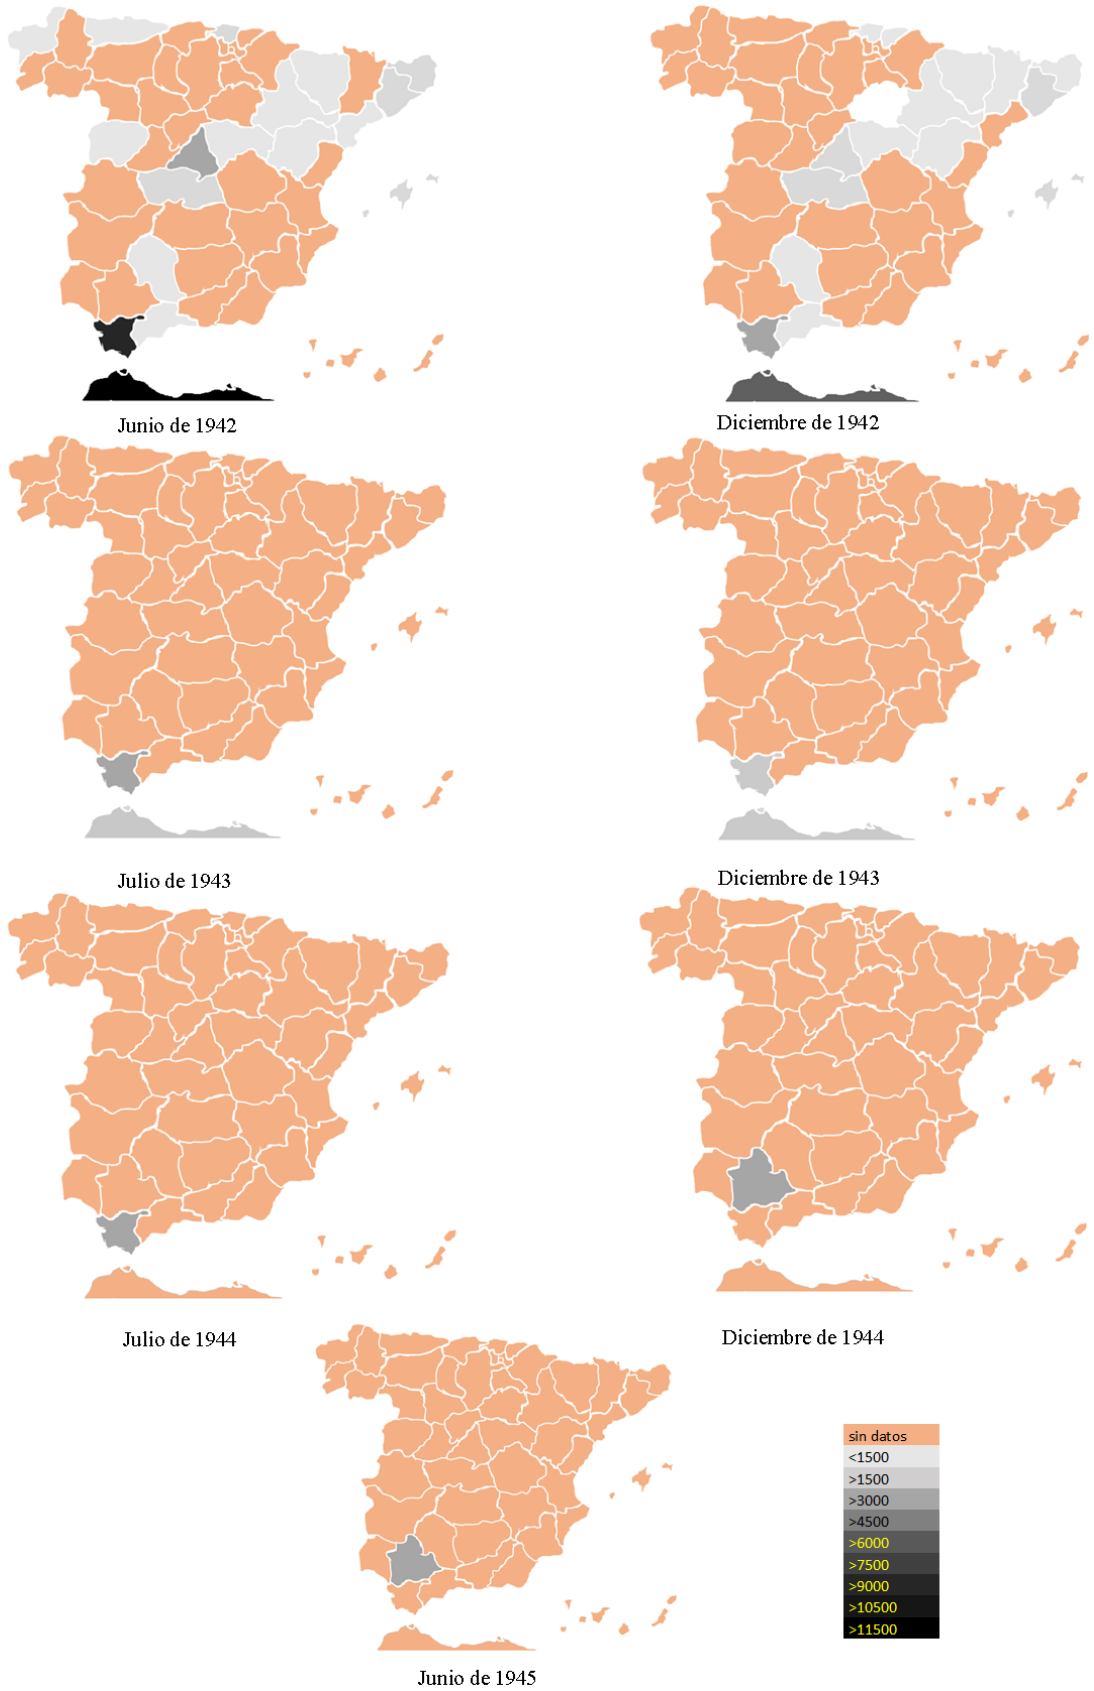 Junio de 1942
Diciembre de 1942
Julio de 1943
Diciembre de 1943
Julio de 1944
Diciembre de 1944
sin datos
<1500
>1500
>3000
>4500
>6000
>7500
>9000
>10500
>11500
Junio de 1945